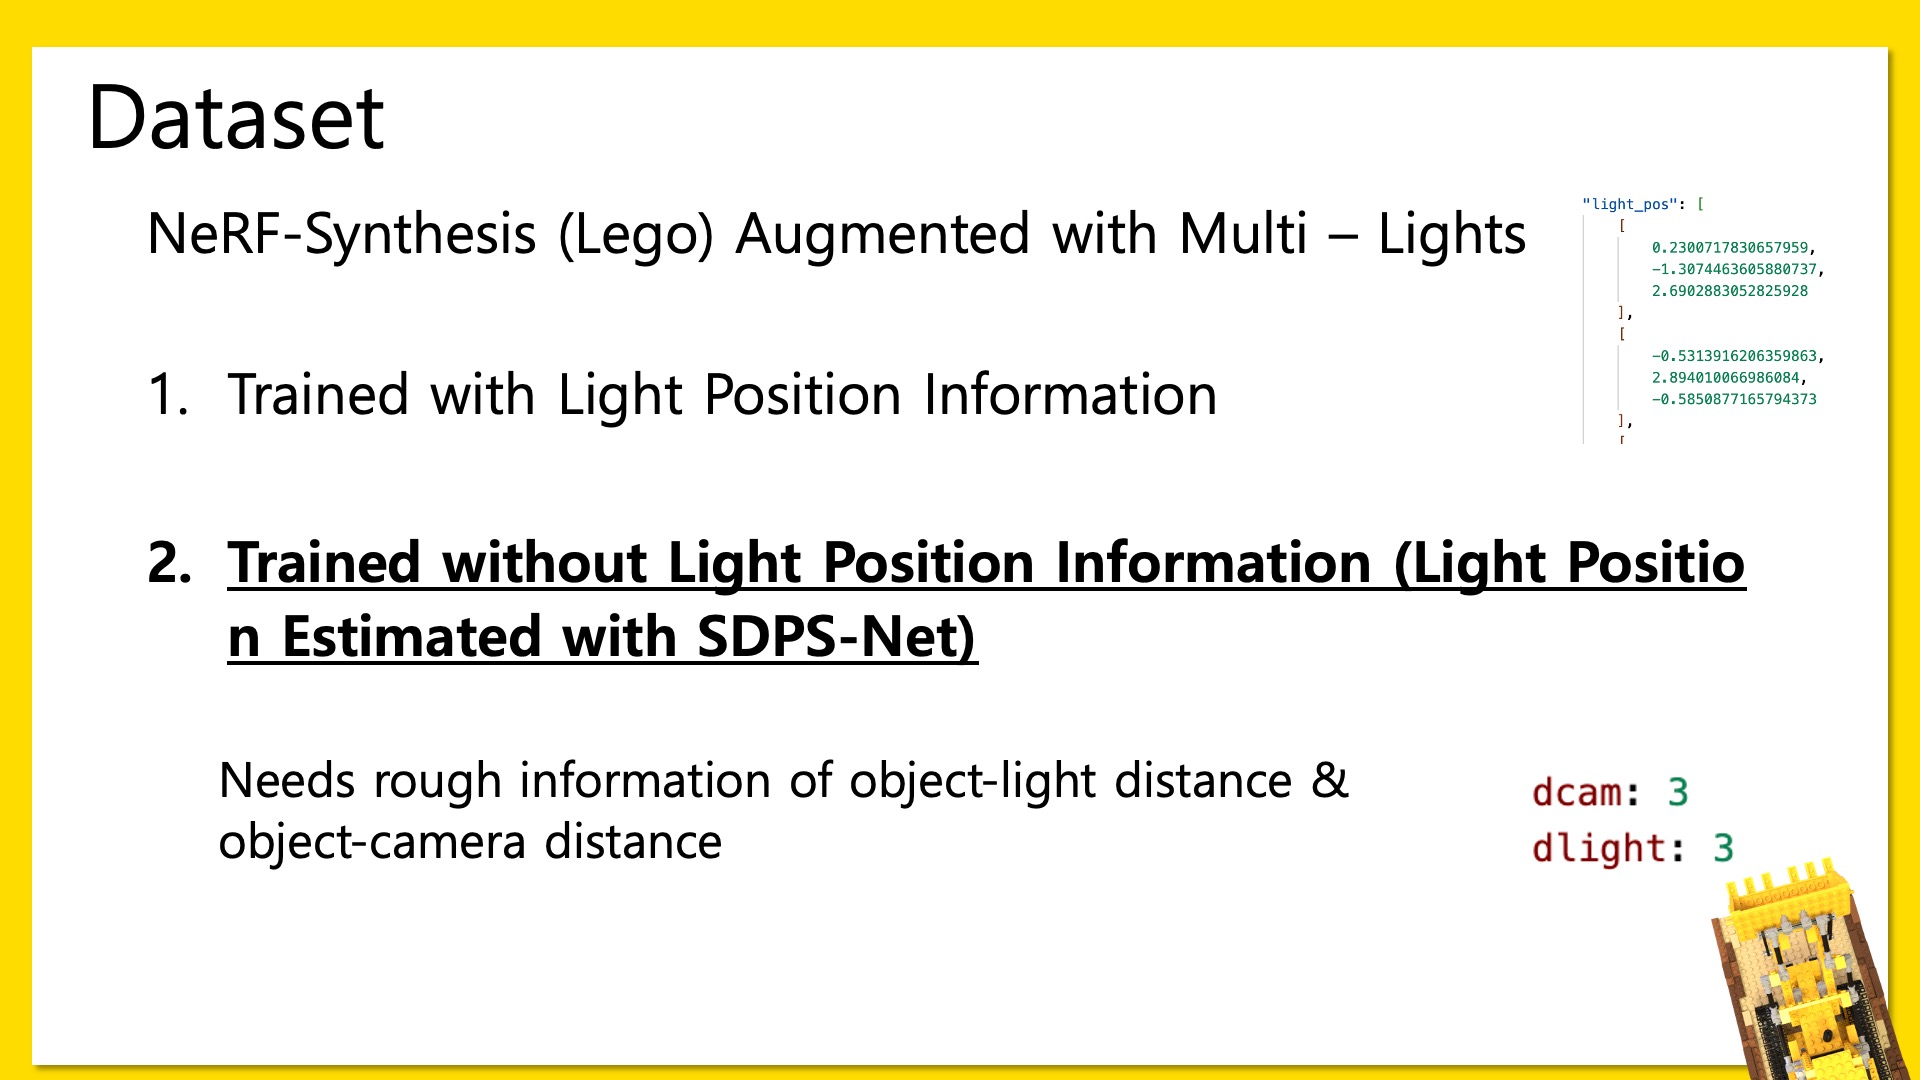 Dataset
NeRF-Synthesis (Lego) Augmented with Multi – Lights
"light_pos": [
[
0.2300717830657959,
-1.3074463605880737,
2.6902883052825928
],
[
-0.5313916206359863,
2.894010066986084,
-0.5850877165794373
],
[
1. Trained with Light Position Information
2. Trained without Light Position Information (Light Positio
n Estimated with SDPS-Net)
Needs rough information of object-light distance &
object-camera distance
dcam: 3
dlight: 3